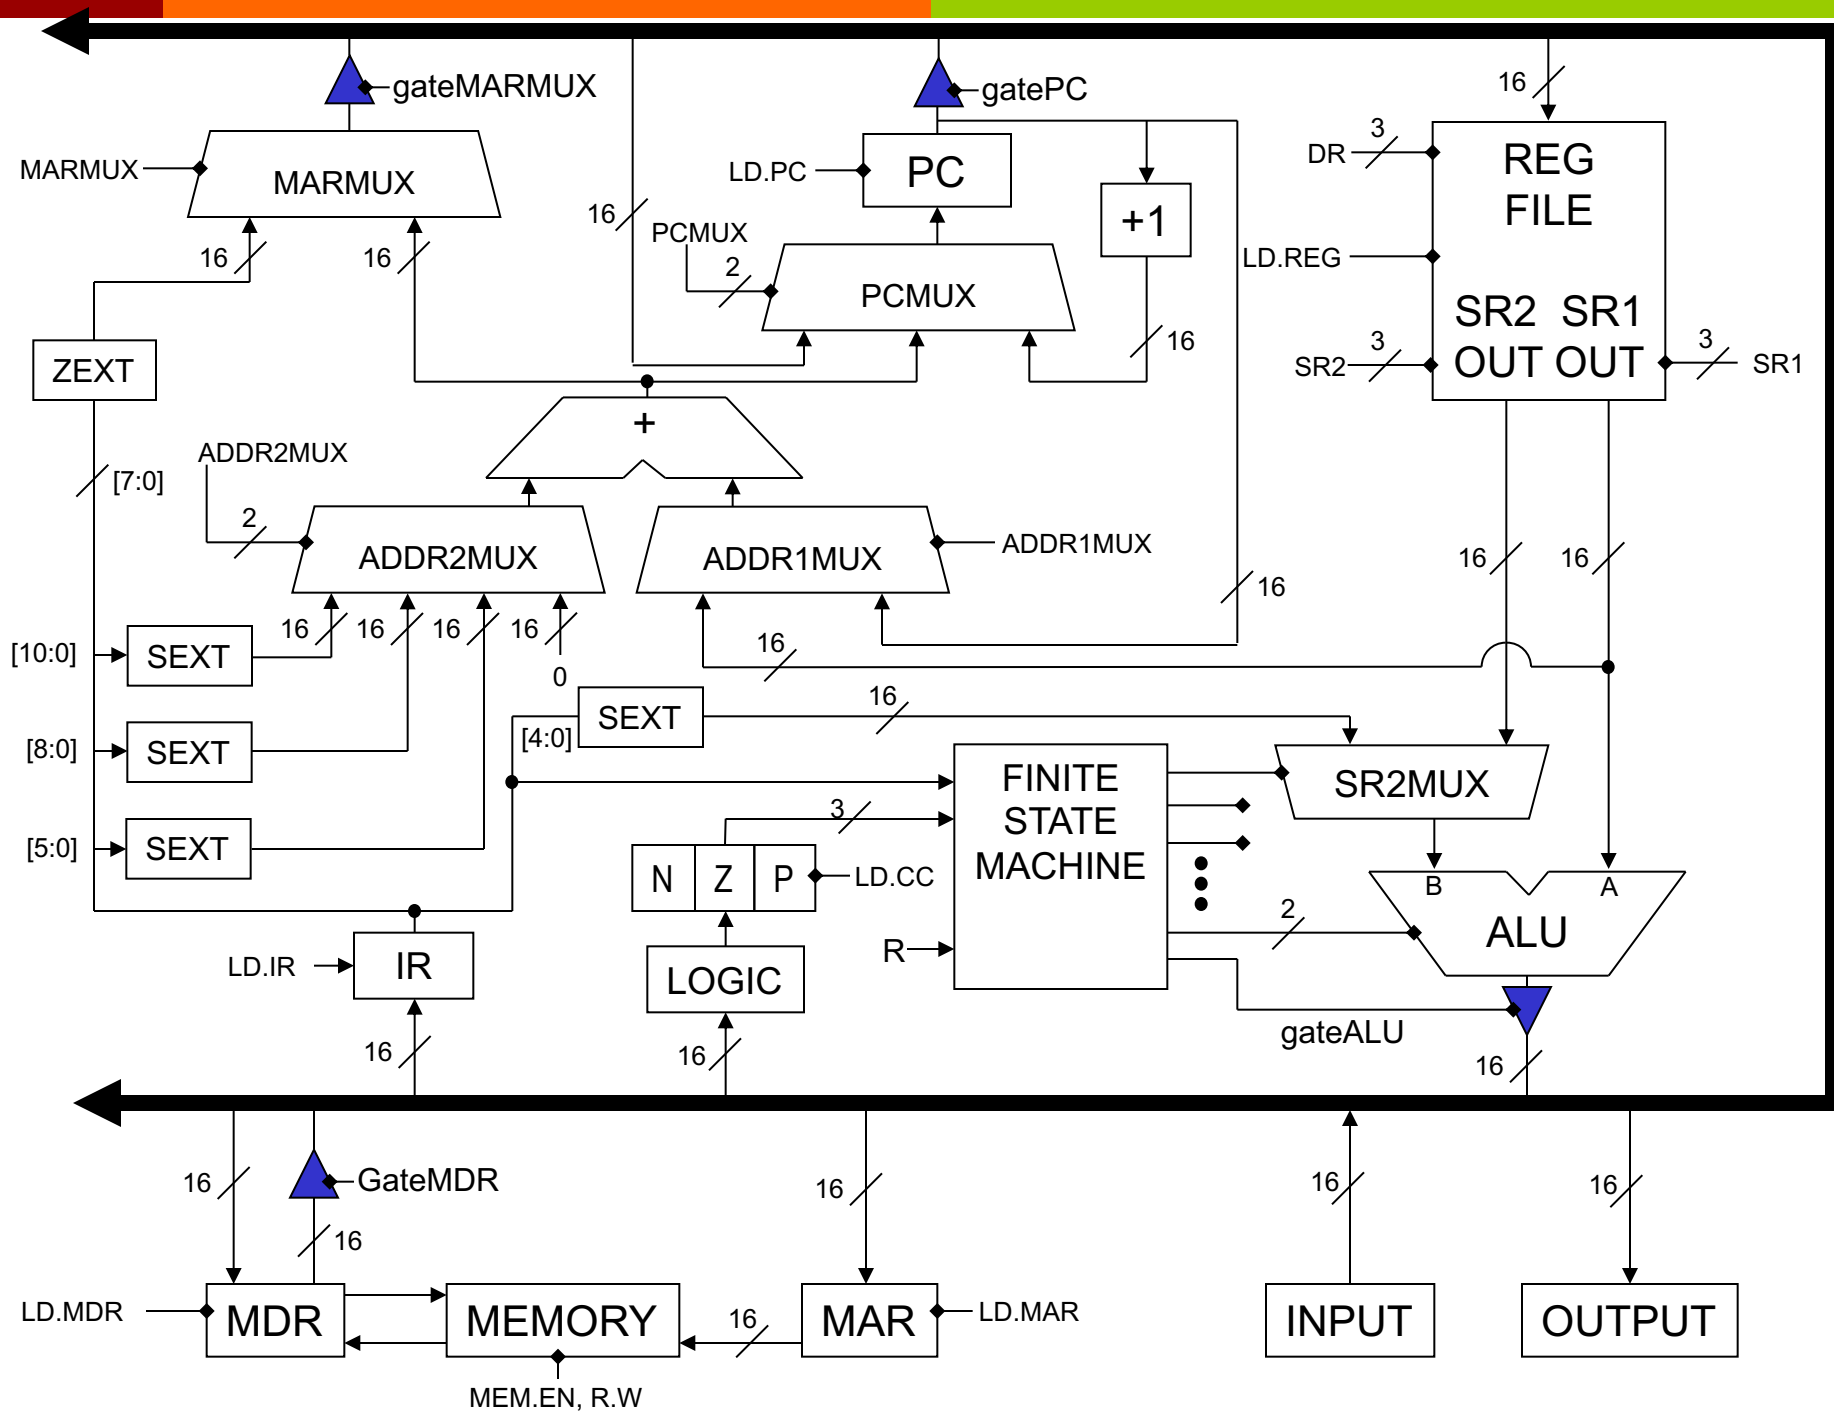 gateMARMUX
gatePC
16
3
DR
REG
FILE
MARMUX
MARMUX
LD.PC
PC
16
+1
PCMUX
2
PCMUX
LD.REG
16
16
SR2 SR1
OUT OUT
3
SR2
3
SR1
16
ZEXT
+
ADDR2MUX
[7:0]
2
ADDR2MUX
ADDR1MUX
ADDR1MUX
16
16
16
16
16
16
16
0
16
[10:0]
SEXT
[8:0]
SEXT
[5:0]
SEXT
[4:0]
SEXT
16
FINITE
STATE
MACHINE
SR2MUX
3
N
Z
P
LD.CC
B
A
ALU
2
R
LD.IR
IR
LOGIC
gateALU
16
16
16
16
GateMDR
16
16
16
16
LD.MDR
MDR
MEMORY
16
MAR
LD.MAR
INPUT
OUTPUT
MEM.EN, R.W